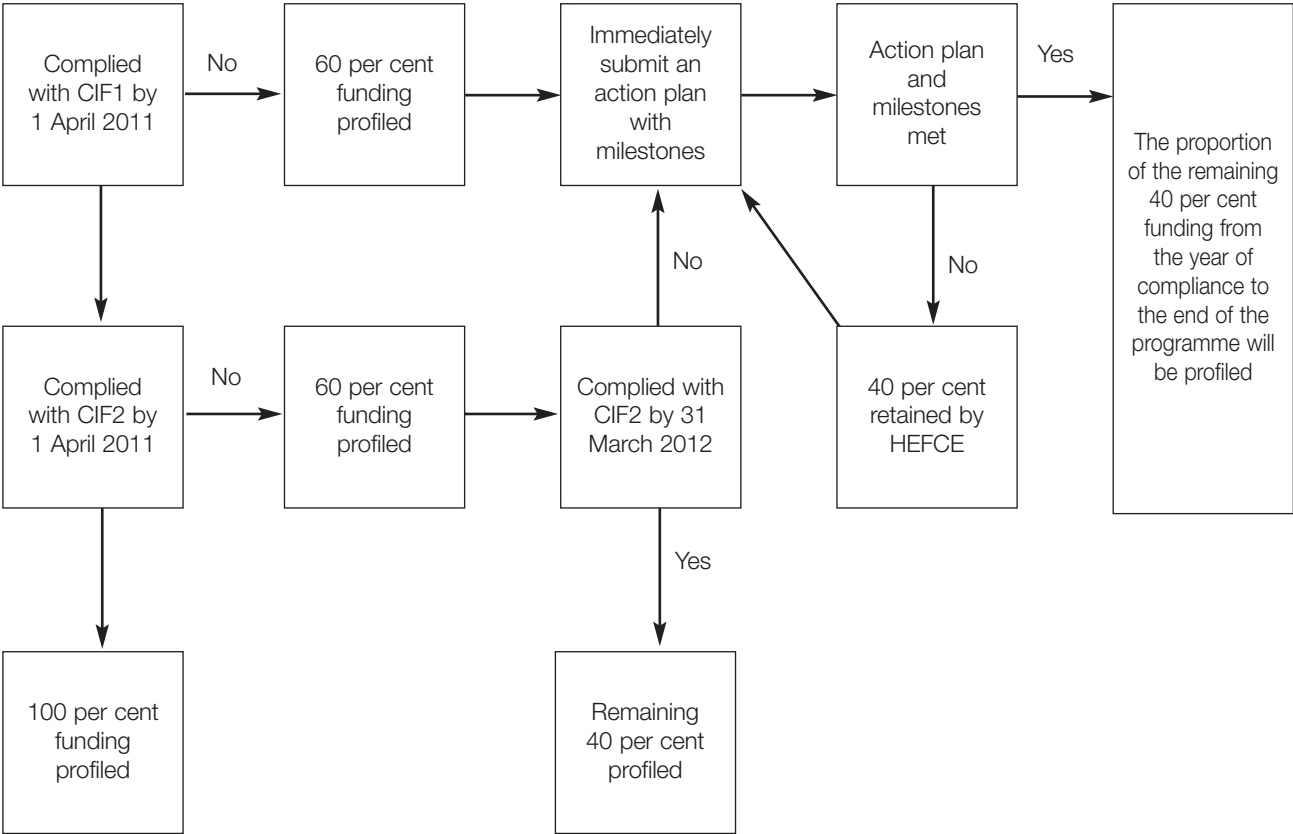 Complied
with CIF1 by
1 April 2011
No
60 per cent
funding
profiled
Immediately
submit an
action plan
with
milestones
Action plan
and
milestones
met
Yes
The proportion
of the remaining
40 per cent
funding from
the year of
compliance to
the end of the
programme will
be profiled
No
No
Complied
with CIF2 by
1 April 2011
No
60 per cent
funding
profiled
Complied with
CIF2 by 31
March 2012
40 per cent
retained by
HEFCE
Yes
100 per cent
funding
profiled
Remaining
40 per cent
profiled